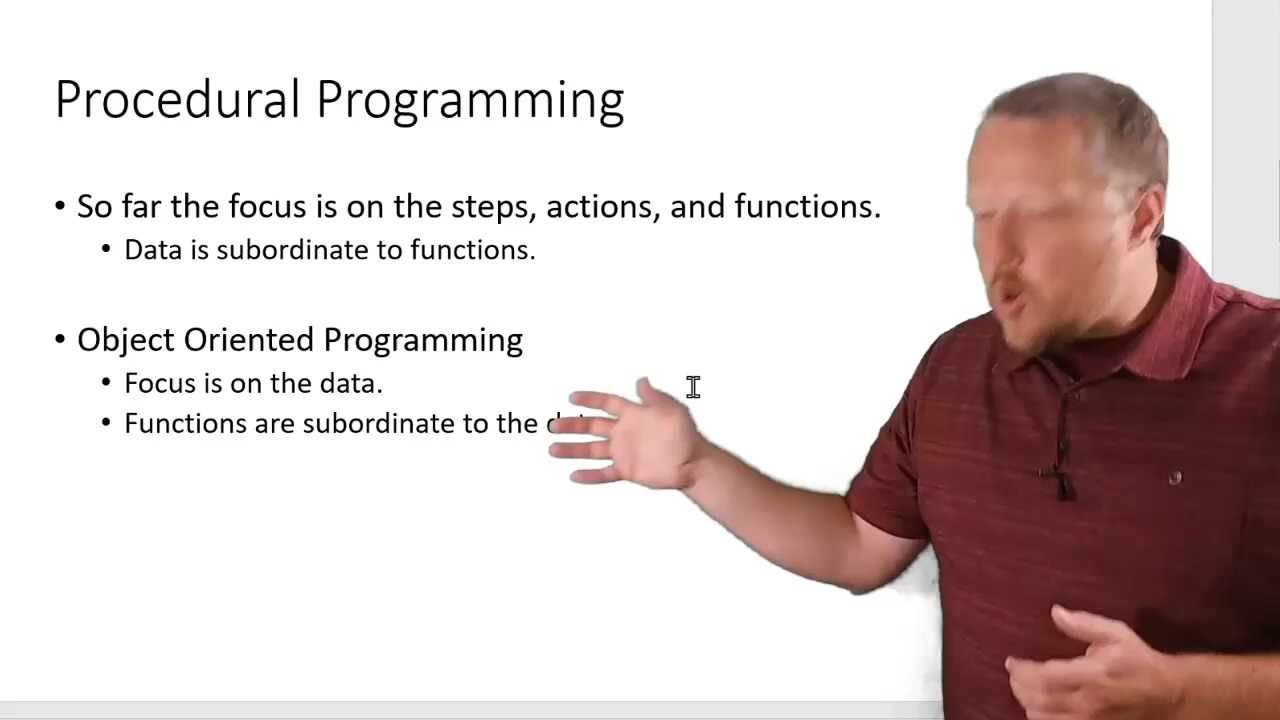 Procedural Programming
• So far the focus is on the steps, actions, and functions.
• Data is subordinate to functions.
• Object Oriented Programming
• Focus is on the data.
• Functions are subordinate to the